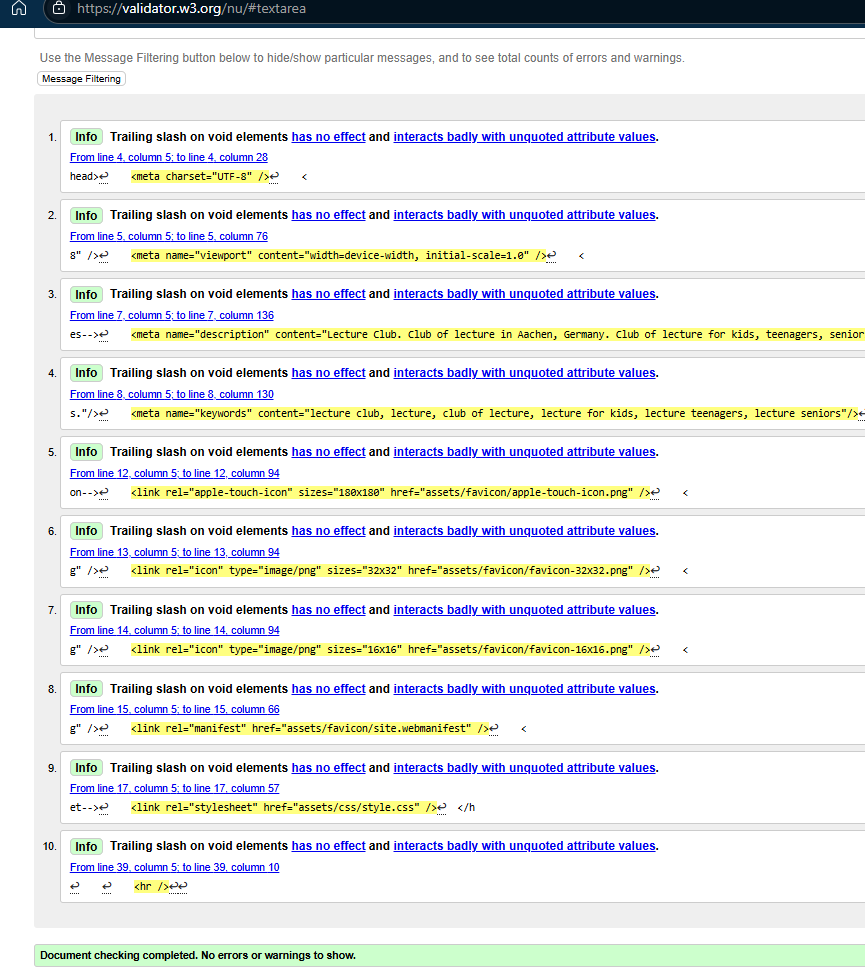 https://validator.w3.org/nu/#textarea
Use the Message Filtering button below to hide/show particular messages, and to see total counts of errors and warnings.
Message Filtering
1. Info Trailing slash on void elements has no effect and interacts badly with unquoted attribute values.
From line 4, column 5; to line 4, column 28
head>↩ <meta charset="UTF-8" />↩ <
2. Info Trailing slash on void elements has no effect and interacts badly with unquoted attribute values.
From line 5, column 5; to line 5, column 76
8" />↩ <meta name="viewport" content="width=device-width, initial-scale=1.0" />↩ <
3. Info Trailing slash on void elements has no effect and interacts badly with unquoted attribute values.
From line 7, column 5; to line 7, column 136
es-->↩ <meta name="description" content="Lecture Club. Club of lecture in Aachen, Germany. Club of lecture for kids, teenagers, senior
4. Info Trailing slash on void elements has no effect and interacts badly with unquoted attribute values.
From line 8, column 5; to line 8, column 130
s."/>↩ <meta name="keywords" content="lecture club, lecture, club of lecture, lecture for kids, lecture teenagers, lecture seniors"/>↩
5. Info Trailing slash on void elements has no effect and interacts badly with unquoted attribute values.
From line 12, column 5; to line 12, column 94
on-->↩ <link rel="apple-touch-icon" sizes="180x180" href="assets/favicon/apple-touch-icon.png" />↩ <
6. Info Trailing slash on void elements has no effect and interacts badly with unquoted attribute values.
From line 13, column 5; to line 13, column 94
g" />↩ <link rel="icon" type="image/png" sizes="32x32" href="assets/favicon/favicon-32x32.png" />↩ <
7. Info Trailing slash on void elements has no effect and interacts badly with unquoted attribute values.
From line 14, column 5; to line 14, column 94
g" />↩ <link rel="icon" type="image/png" sizes="16x16" href="assets/favicon/favicon-16x16.png" />↩ <
8. Info Trailing slash on void elements has no effect and interacts badly with unquoted attribute values.
From line 15, column 5; to line 15, column 66
g" />↩ <link rel="manifest" href="assets/favicon/site.webmanifest" />↩ <
9. Info Trailing slash on void elements has no effect and interacts badly with unquoted attribute values.
From line 17, column 5; to line 17, column 57
et-->↩ <link rel="stylesheet" href="assets/css/style.css" />↩ </h
10. Info Trailing slash on void elements has no effect and interacts badly with unquoted attribute values.
From line 39, column 5; to line 39, column 10
↩ ↩ <hr />↩↩
Document checking completed. No errors or warnings to show.